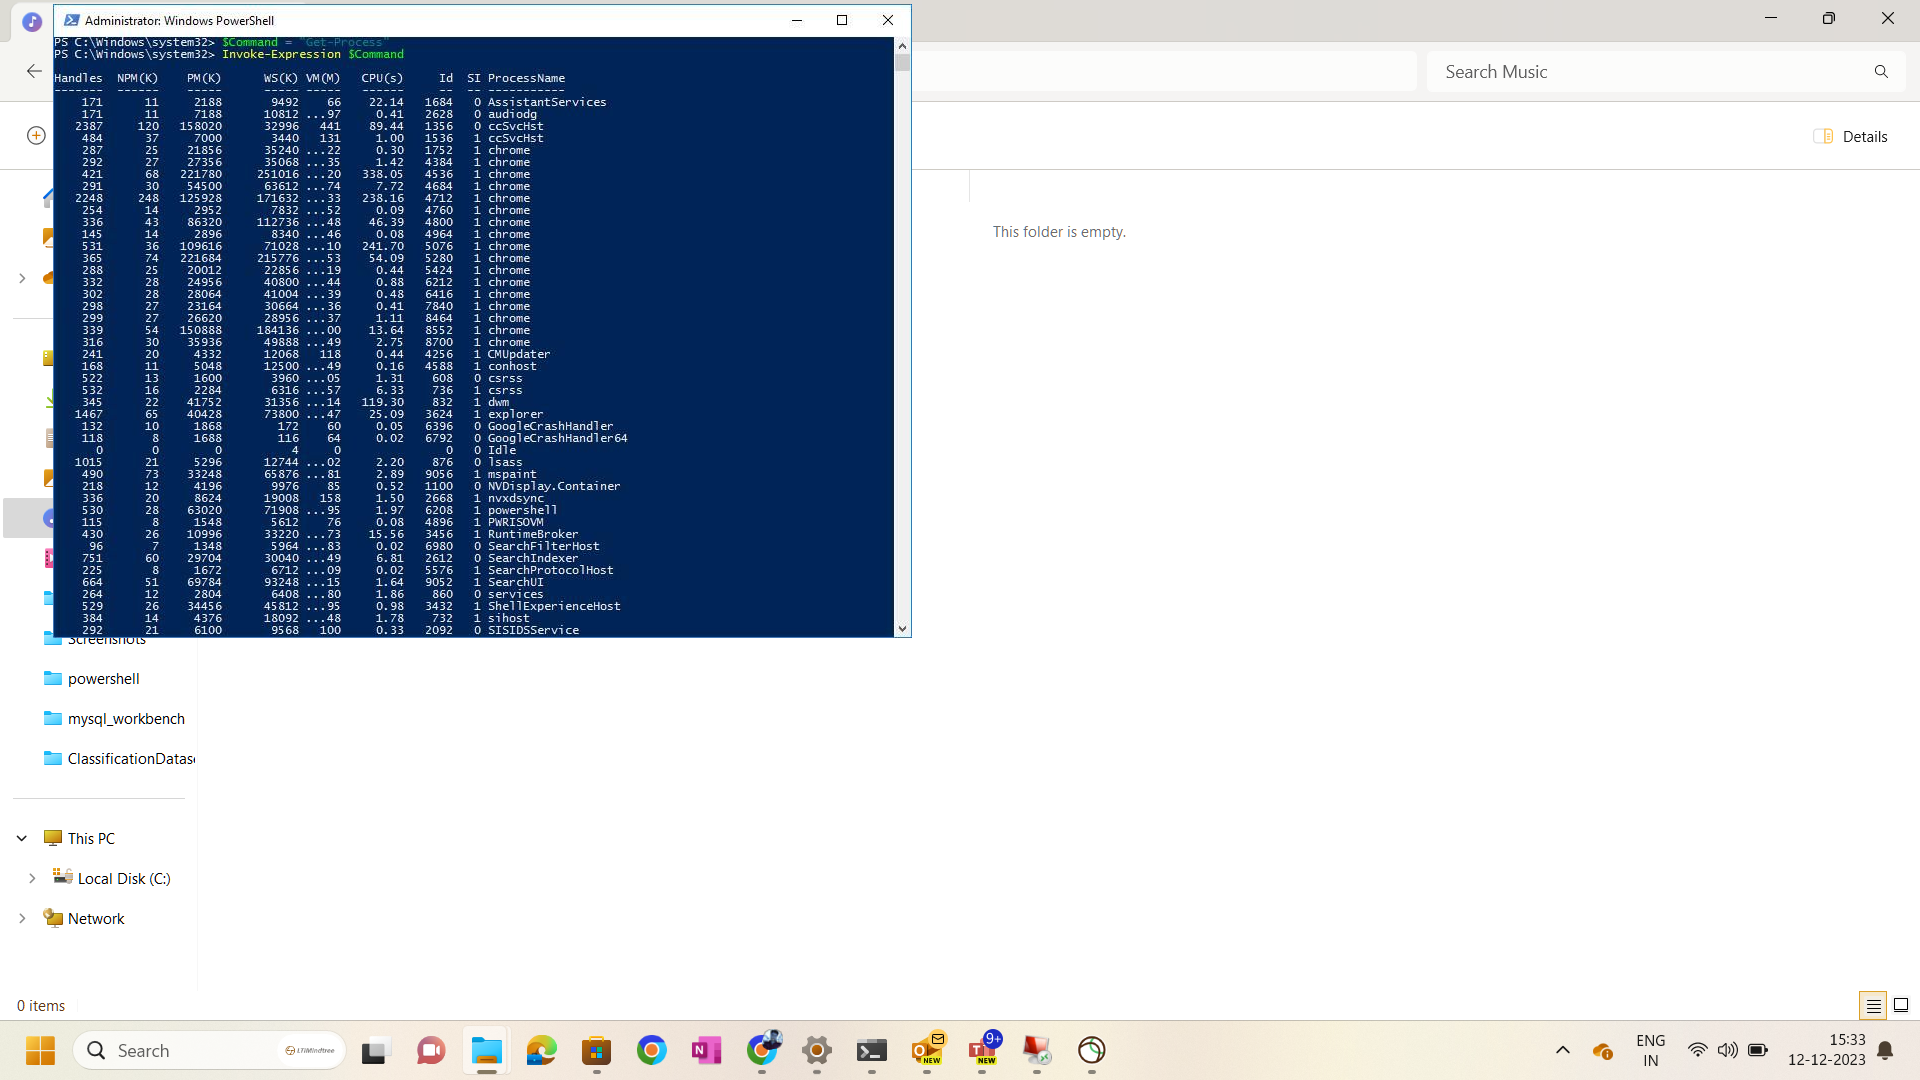 Administrator: Windows PowerShell
PS C:\Windows\system32> $Command = "Get-Process"
PS C:\Windows\system32> Invoke-Expression $Command
Handles NPM(K) PM(K) WS(K) VM(M) CPU(s) Id SI ProcessName
------- ------ ----- ----- ----- ------ -- -- -----------
171 11 2188 9492 66 22.14 1684 0 AssistantServices
171 11 7188 10812 ...97 0.41 2628 0 audiodg
2387 120 158020 32996 441 89.44 1356 0 ccSvcHst
484 37 7000 3440 131 1.00 1536 1 ccSvcHst
287 25 21856 35240 ...22 0.30 1752 1 chrome
292 27 27356 35068 ...35 1.42 4384 1 chrome
421 68 221780 251016 ...20 338.05 4536 1 chrome
291 30 54500 63612 ...74 7.72 4684 1 chrome
2248 248 125928 171632 ...33 238.16 4712 1 chrome
254 14 2952 7832 ...52 0.09 4760 1 chrome
336 43 86320 112736 ...48 46.39 4800 1 chrome
145 14 2896 8340 ...46 0.08 4964 1 chrome
531 36 109616 71028 ...10 241.70 5076 1 chrome
365 74 221684 215776 ...53 54.09 5280 1 chrome
288 25 20012 22856 ...19 0.44 5424 1 chrome
332 28 24956 40800 ...44 0.88 6212 1 chrome
302 28 28064 41004 ...39 0.48 6416 1 chrome
298 27 23164 30664 ...36 0.41 7840 1 chrome
299 27 26620 28956 ...37 1.11 8464 1 chrome
339 54 150888 184136 ...00 13.64 8552 1 chrome
316 30 35936 49888 ...49 2.75 8700 1 chrome
241 20 4332 12068 118 0.44 4256 1 CMUpdater
168 11 5048 12500 ...49 0.16 4588 1 conhost
522 13 1600 3960 ...05 1.31 608 0 csrss
532 16 2284 6316 ...57 6.33 736 1 csrss
345 22 41752 31356 ...14 119.30 832 1 dwm
1467 65 40428 73800 ...47 25.09 3624 1 explorer
132 10 1868 172 60 0.05 6396 0 GoogleCrashHandler
118 8 1688 116 64 0.02 6792 0 GoogleCrashHandler64
0 0 0 4 0 0 0 Idle
1015 21 5296 12744 ...02 2.20 876 0 lsass
490 73 33248 65876 ...81 2.89 9056 1 mspaint
218 12 4196 9976 85 0.52 1100 0 NVDisplay.Container
336 20 8624 19008 158 1.50 2668 1 nvxdsync
530 28 63020 71908 ...95 1.97 6208 1 powershell
115 8 1548 5612 76 0.08 4896 1 PWRISOVM
430 26 10996 33220 ...73 15.56 3456 1 RuntimeBroker
96 7 1348 5964 ...83 0.02 6980 0 SearchFilterHost
751 60 29704 30040 ...49 6.81 2612 0 SearchIndexer
225 8 1672 6712 ...09 0.02 5576 1 SearchProtocolHost
664 51 69784 93248 ...15 1.64 9052 1 SearchUI
264 12 2804 6408 ...80 1.86 860 0 services
529 26 34456 45812 ...95 0.98 3432 1 ShellExperienceHost
384 14 4376 18092 ...48 1.78 732 1 sihost
292 21 6100 9568 100 0.33 2092 0 SISIDSService
Search Music
Details
This folder is empty.
Screenshots
powershell
mysql_workbench
ClassificationDatase
This PC
Local Disk (C:)
Network
0 items
Search
LTIMindtree
NEW
9+
NEW
ENG
IN
15:33
12-12-2023